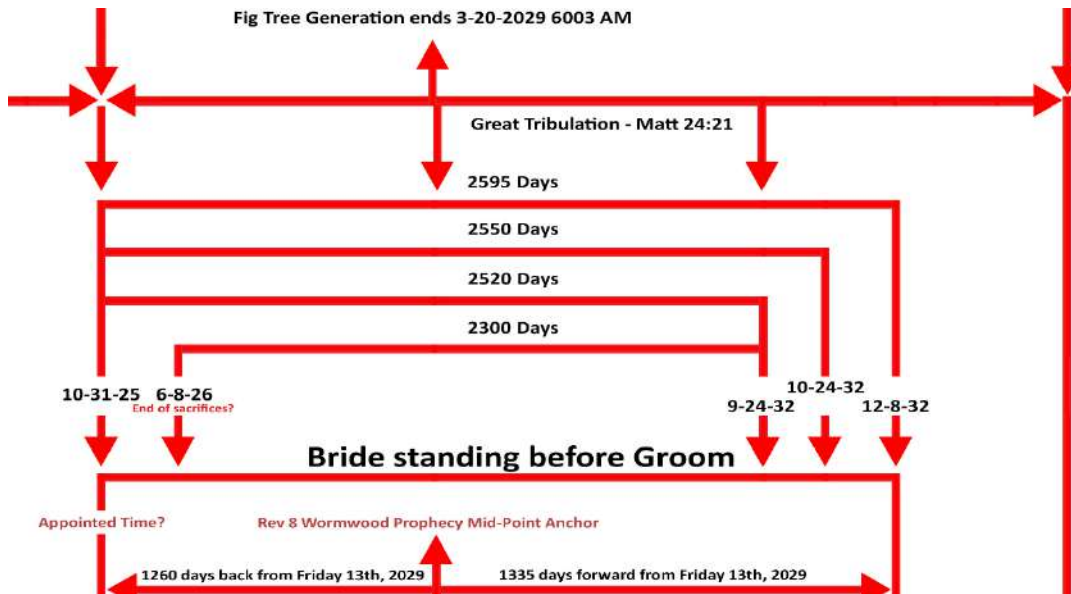 Fig Tree Generation ends 3-20-2029 6003 AM
Great Tribulation - Matt 24:21
2595 Days
2550 Days
2520 Days
2300 Days
10-31-25
6-8-26
End of sacrifices?
9-24-32
10-24-32
12-8-32
Bride standing before Groom
Appointed Time?
Rev 8 Wormwood Prophecy Mid-Point Anchor
1260 days back from Friday 13th, 2029
1335 days forward from Friday 13th, 2029